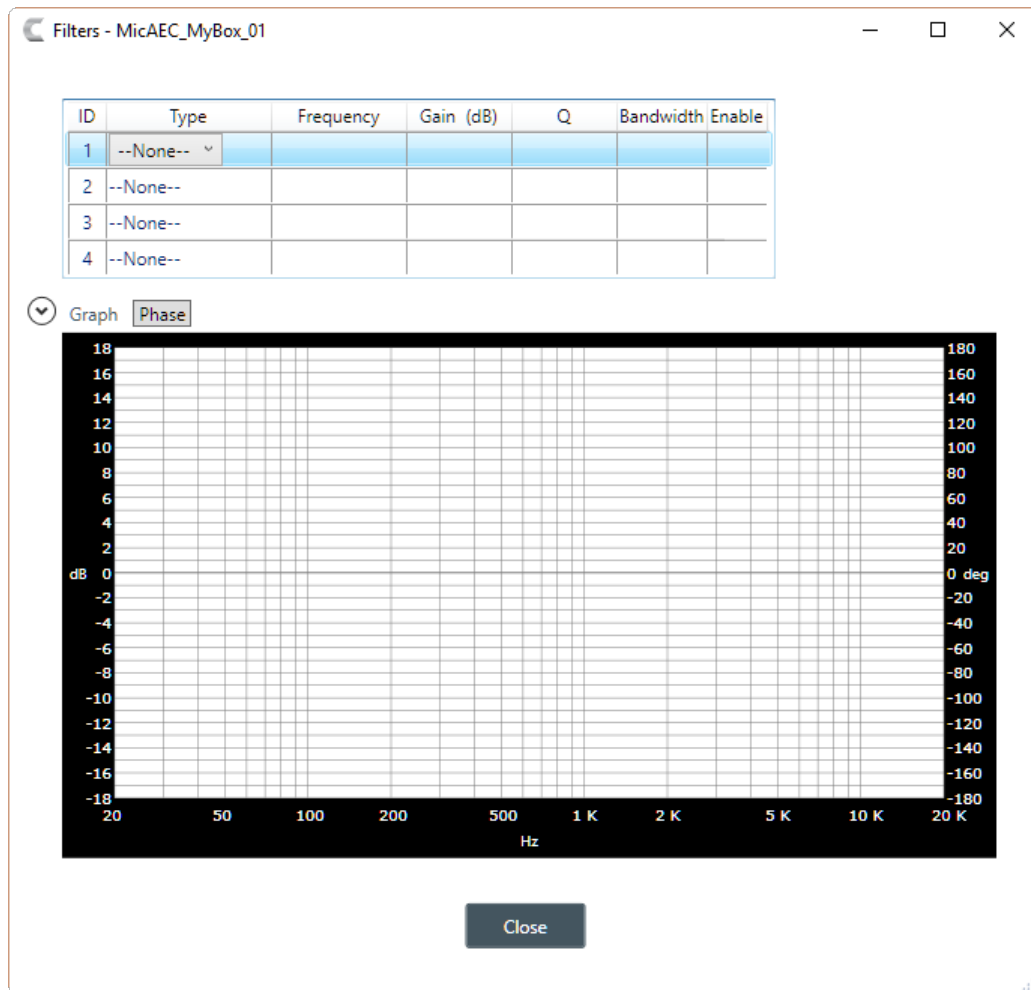 Filters - MicAEC_MyBox_01
ID Type Frequency Gain (dB) Q Bandwidth Enable
1 --None--
2 --None--
3 --None--
4 --None--
Graph Phase
18 180
16 160
14 140
12 120
10 100
8 80
6 60
4 40
2 20
dB 0 0 deg
-2 -20
-4 -40
-6 -60
-8 -80
-10 -100
-12 -120
-14 -140
-16 -160
-18 -180
20 50 100 200 500 1 K 2 K 5 K 10 K 20 K
Hz
Close